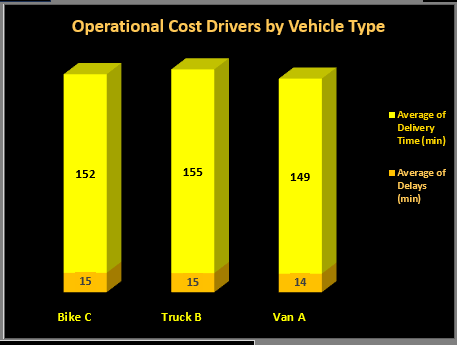 Operational Cost Drivers by Vehicle Type
152
155
149
15
15
14
Bike C
Truck B
Van A
Average of
Delivery
Time (min)
Average of
Delays
(min)